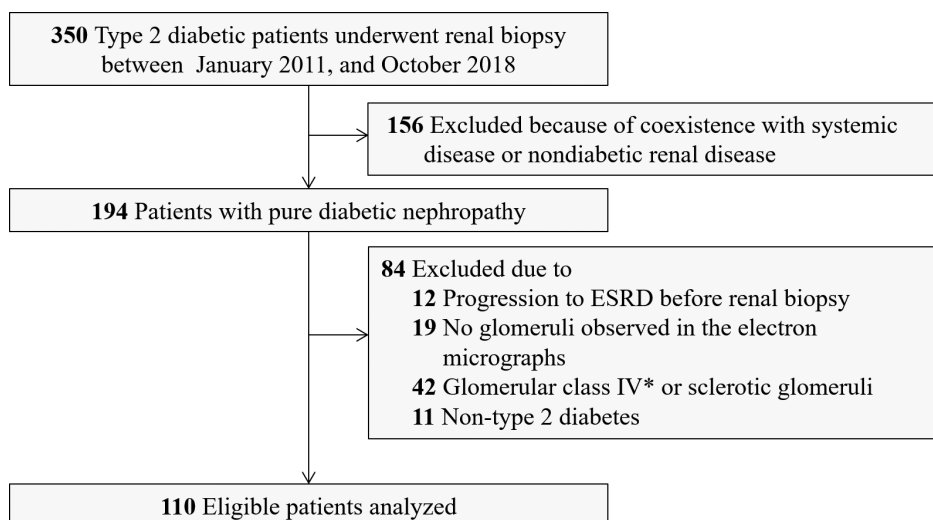 350 Type 2 diabetic patients underwent renal biopsy
between January 2011, and October 2018
156 Excluded because of coexistence with systemic
disease or nondiabetic renal disease
194 Patients with pure diabetic nephropathy
84 Excluded due to
12 Progression to ESRD before renal biopsy
19 No glomeruli observed in the electron
micrographs
42 Glomerular class IV* or sclerotic glomeruli
11 Non-type 2 diabetes
110 Eligible patients analyzed